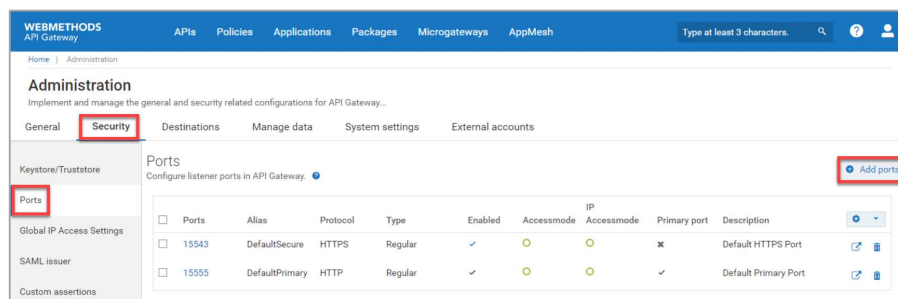 WEBMETHODS
API Gateway
APIs Policies Applications Packages Microgateways AppMesh
Type at least 3 characters.
Home ) Administration
Administration
Implement and manage the general and security related configurations for API Gateway...
General Security Destinations Manage data System settings External accounts
Keystore/Truststore
Ports
Global IP Access Settings
SAML issuer
Custom assertions
Ports
Configure listener ports in API Gateway.
Add ports
Ports Alias Protocol Type Enabled Accessmode IP Accessmode Primary port Description
15543 DefaultSecure HTTPS Regular Default HTTPS Port
15555 DefaultPrimary HTTP Regular Default Primary Port